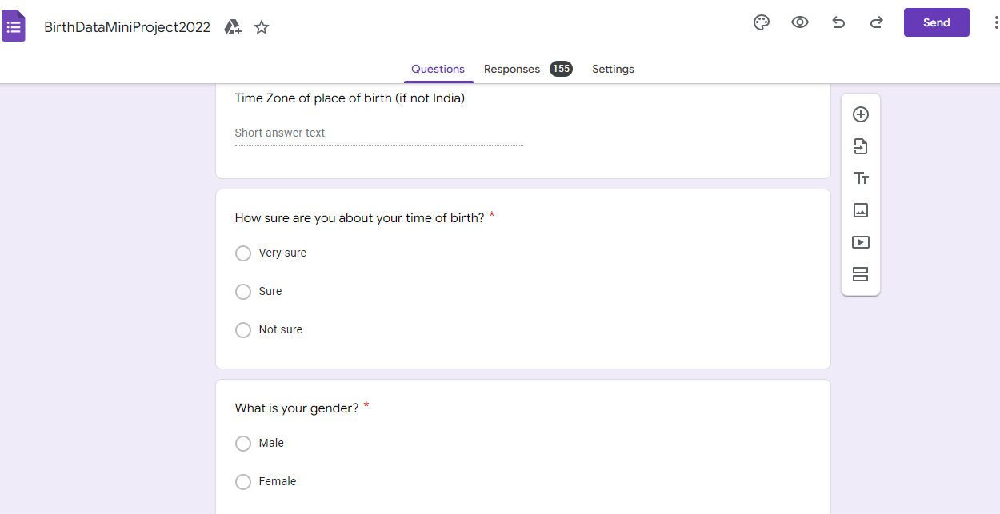 BirthDataMiniProject2022
Send
Questions Responses 155 Settings
Time Zone of place of birth (if not India)
Short answer text
How sure are you about your time of birth? *
Very sure
Sure
Not sure
What is your gender? *
Male
Female